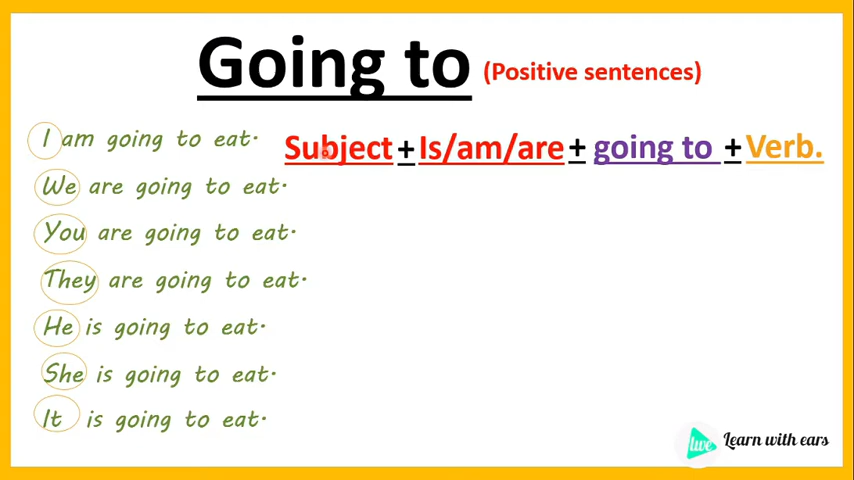 Going to (Positive sentences)
I am going to eat.
Subject + Is/am/are + going to + Verb.
We are going to eat.
You are going to eat.
They are going to eat.
He is going to eat.
She is going to eat.
It is going to eat.
live Learn with ears